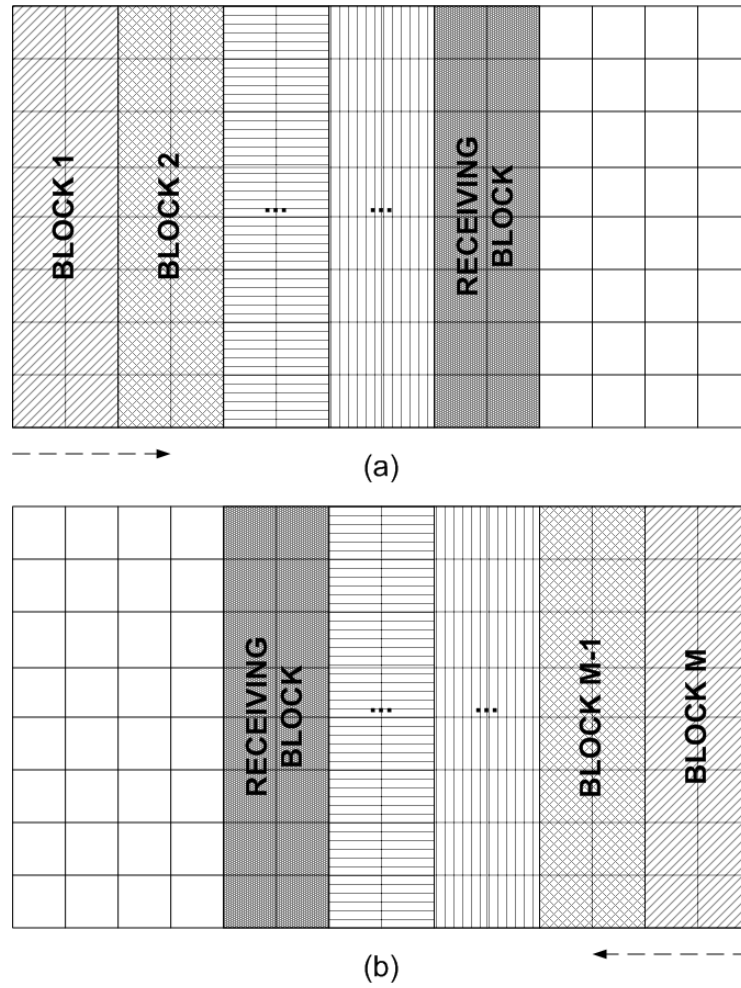 BLOCK 1
BLOCK 2
...
...
RECEIVING
BLOCK
(a)
RECEIVING
BLOCK
...
...
BLOCK M-1
BLOCK M
(b)